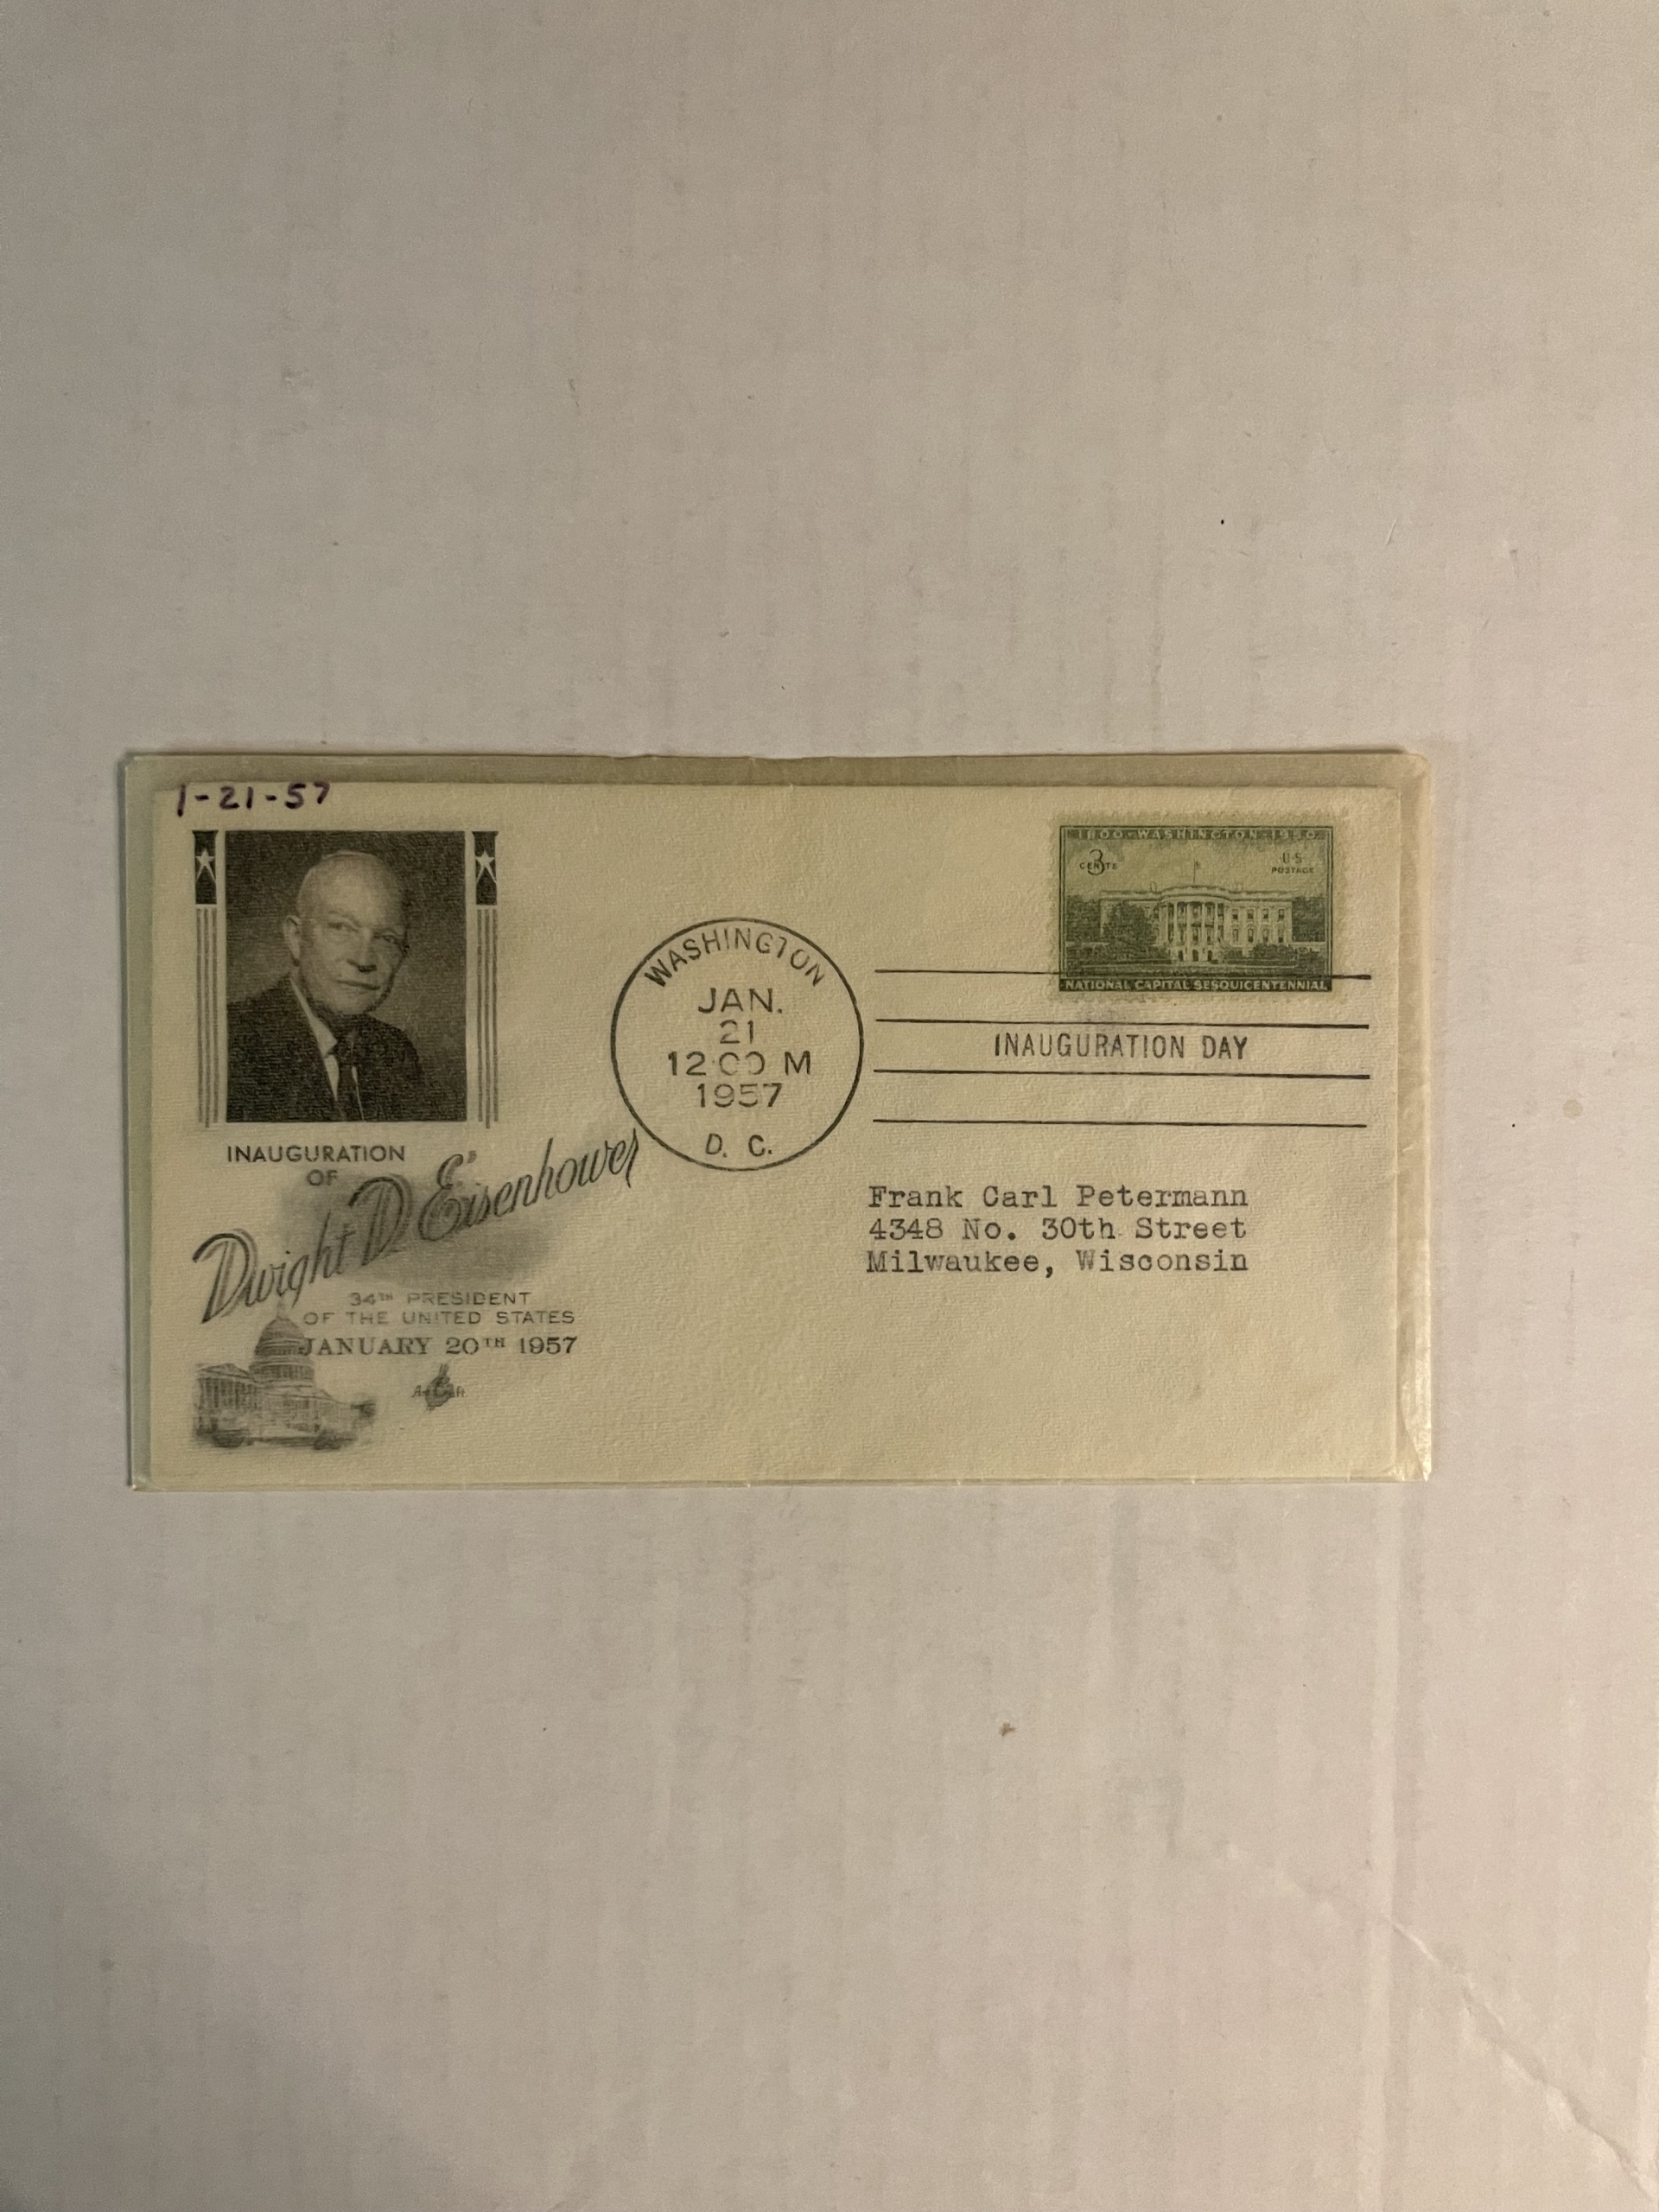 1-21-57
1800-WASHINGTON-1950
3
CENTS
U·S
POSTAGE
NATIONAL CAPITAL SESQUICENTENNIAL
WASHINGTON
JAN.
21
12:00 M
1957
D. C.
INAUGURATION DAY
INAUGURATION
OF
Dwight D. Eisenhower
34TH PRESIDENT
OF THE UNITED STATES
JANUARY 20TH 1957
ArtCraft
Frank Carl Petermann
4348 No. 30th Street
Milwaukee, Wisconsin